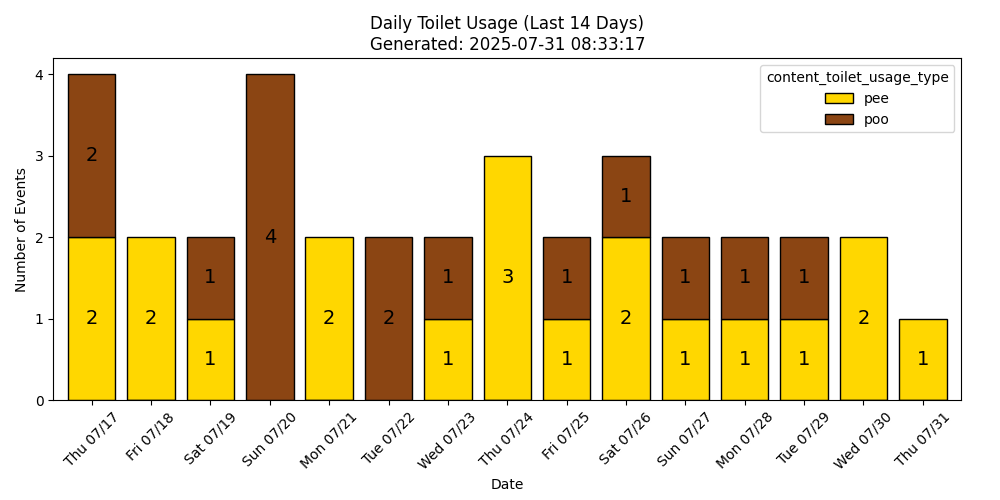 Daily Toilet Usage (Last 14 Days)
Generated: 2025-07-31 08:33:17
content_toilet_usage_type
pee
poo
Number of Events
4
3
2
1
0
2
2
2
1
1
4
2
2
1
1
3
1
1
1
2
1
1
1
1
1
1
2
1
Thu 07/17
Fri 07/18
Sat 07/19
Sun 07/20
Mon 07/21
Tue 07/22
Wed 07/23
Thu 07/24
Fri 07/25
Sat 07/26
Sun 07/27
Mon 07/28
Tue 07/29
Wed 07/30
Thu 07/31
Date